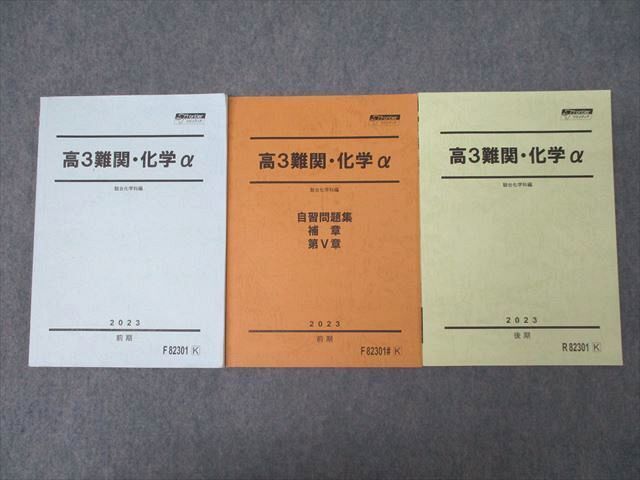 高3難関・化学α
駿台化学科編
2023
前期
F 82301 K
高3難関・化学α
駿台化学科編
自習問題集
補 章
第Ⅴ章
2023
前期
F 82301# K
高3難関・化学α
駿台化学科編
2023
後期
R 82301 K